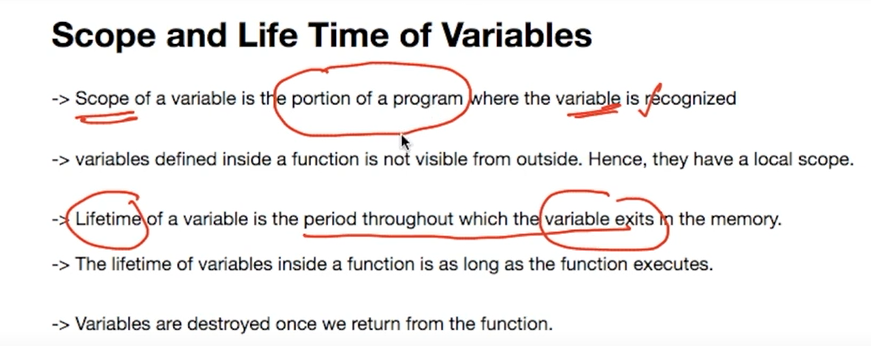 Scope and Life Time of Variables
-> Scope of a variable is the portion of a program where the variable is recognized
-> variables defined inside a function is not visible from outside. Hence, they have a local scope.
-> Lifetime of a variable is the period throughout which the variable exits in the memory.
-> The lifetime of variables inside a function is as long as the function executes.
-> Variables are destroyed once we return from the function.